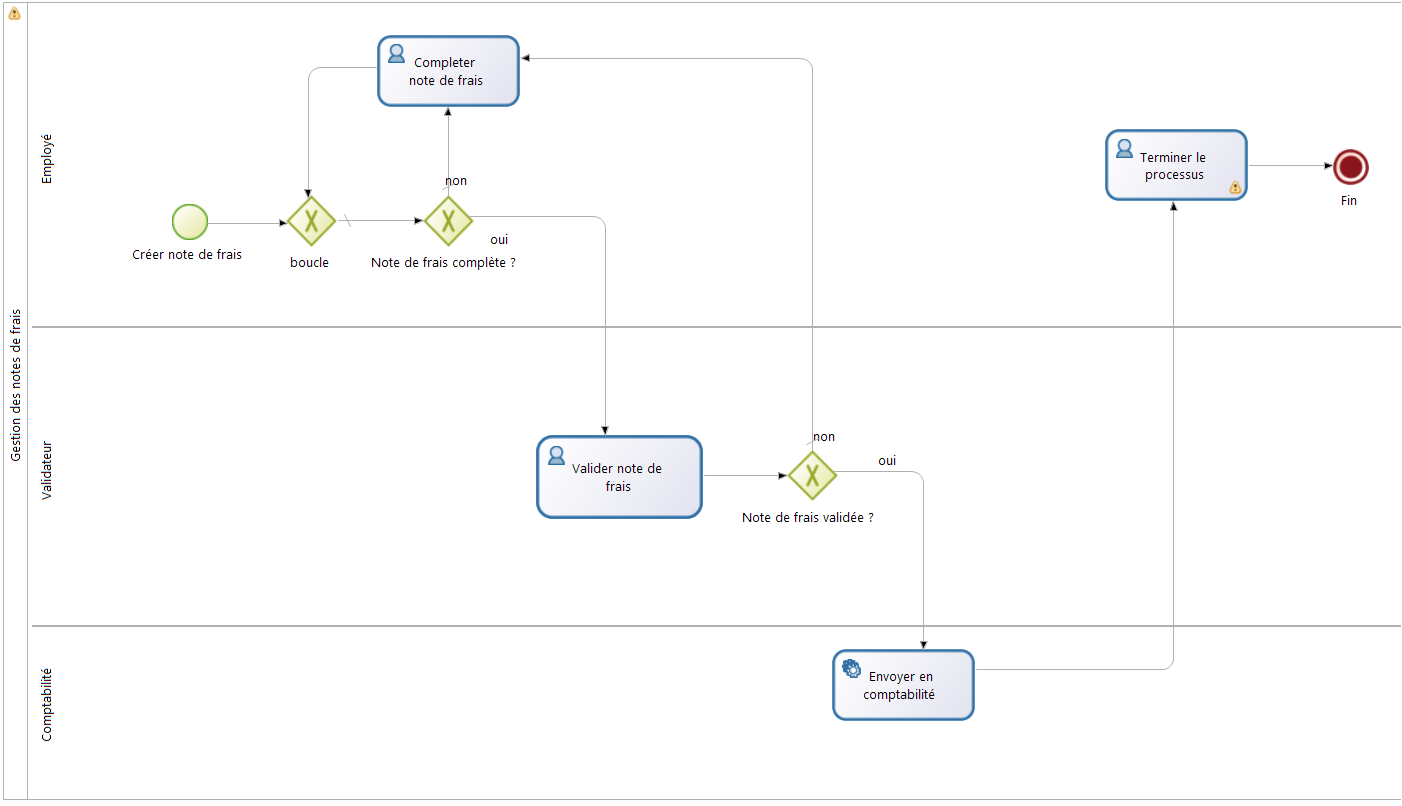 Gestion des notes de frais
Employé
Completer
note de frais
non
Créer note de frais
boucle
Note de frais complète ?
oui
Terminer le
processus
Fin
Validateur
Valider note de
frais
non
oui
Note de frais validée ?
Comptabilité
Envoyer en
comptabilité